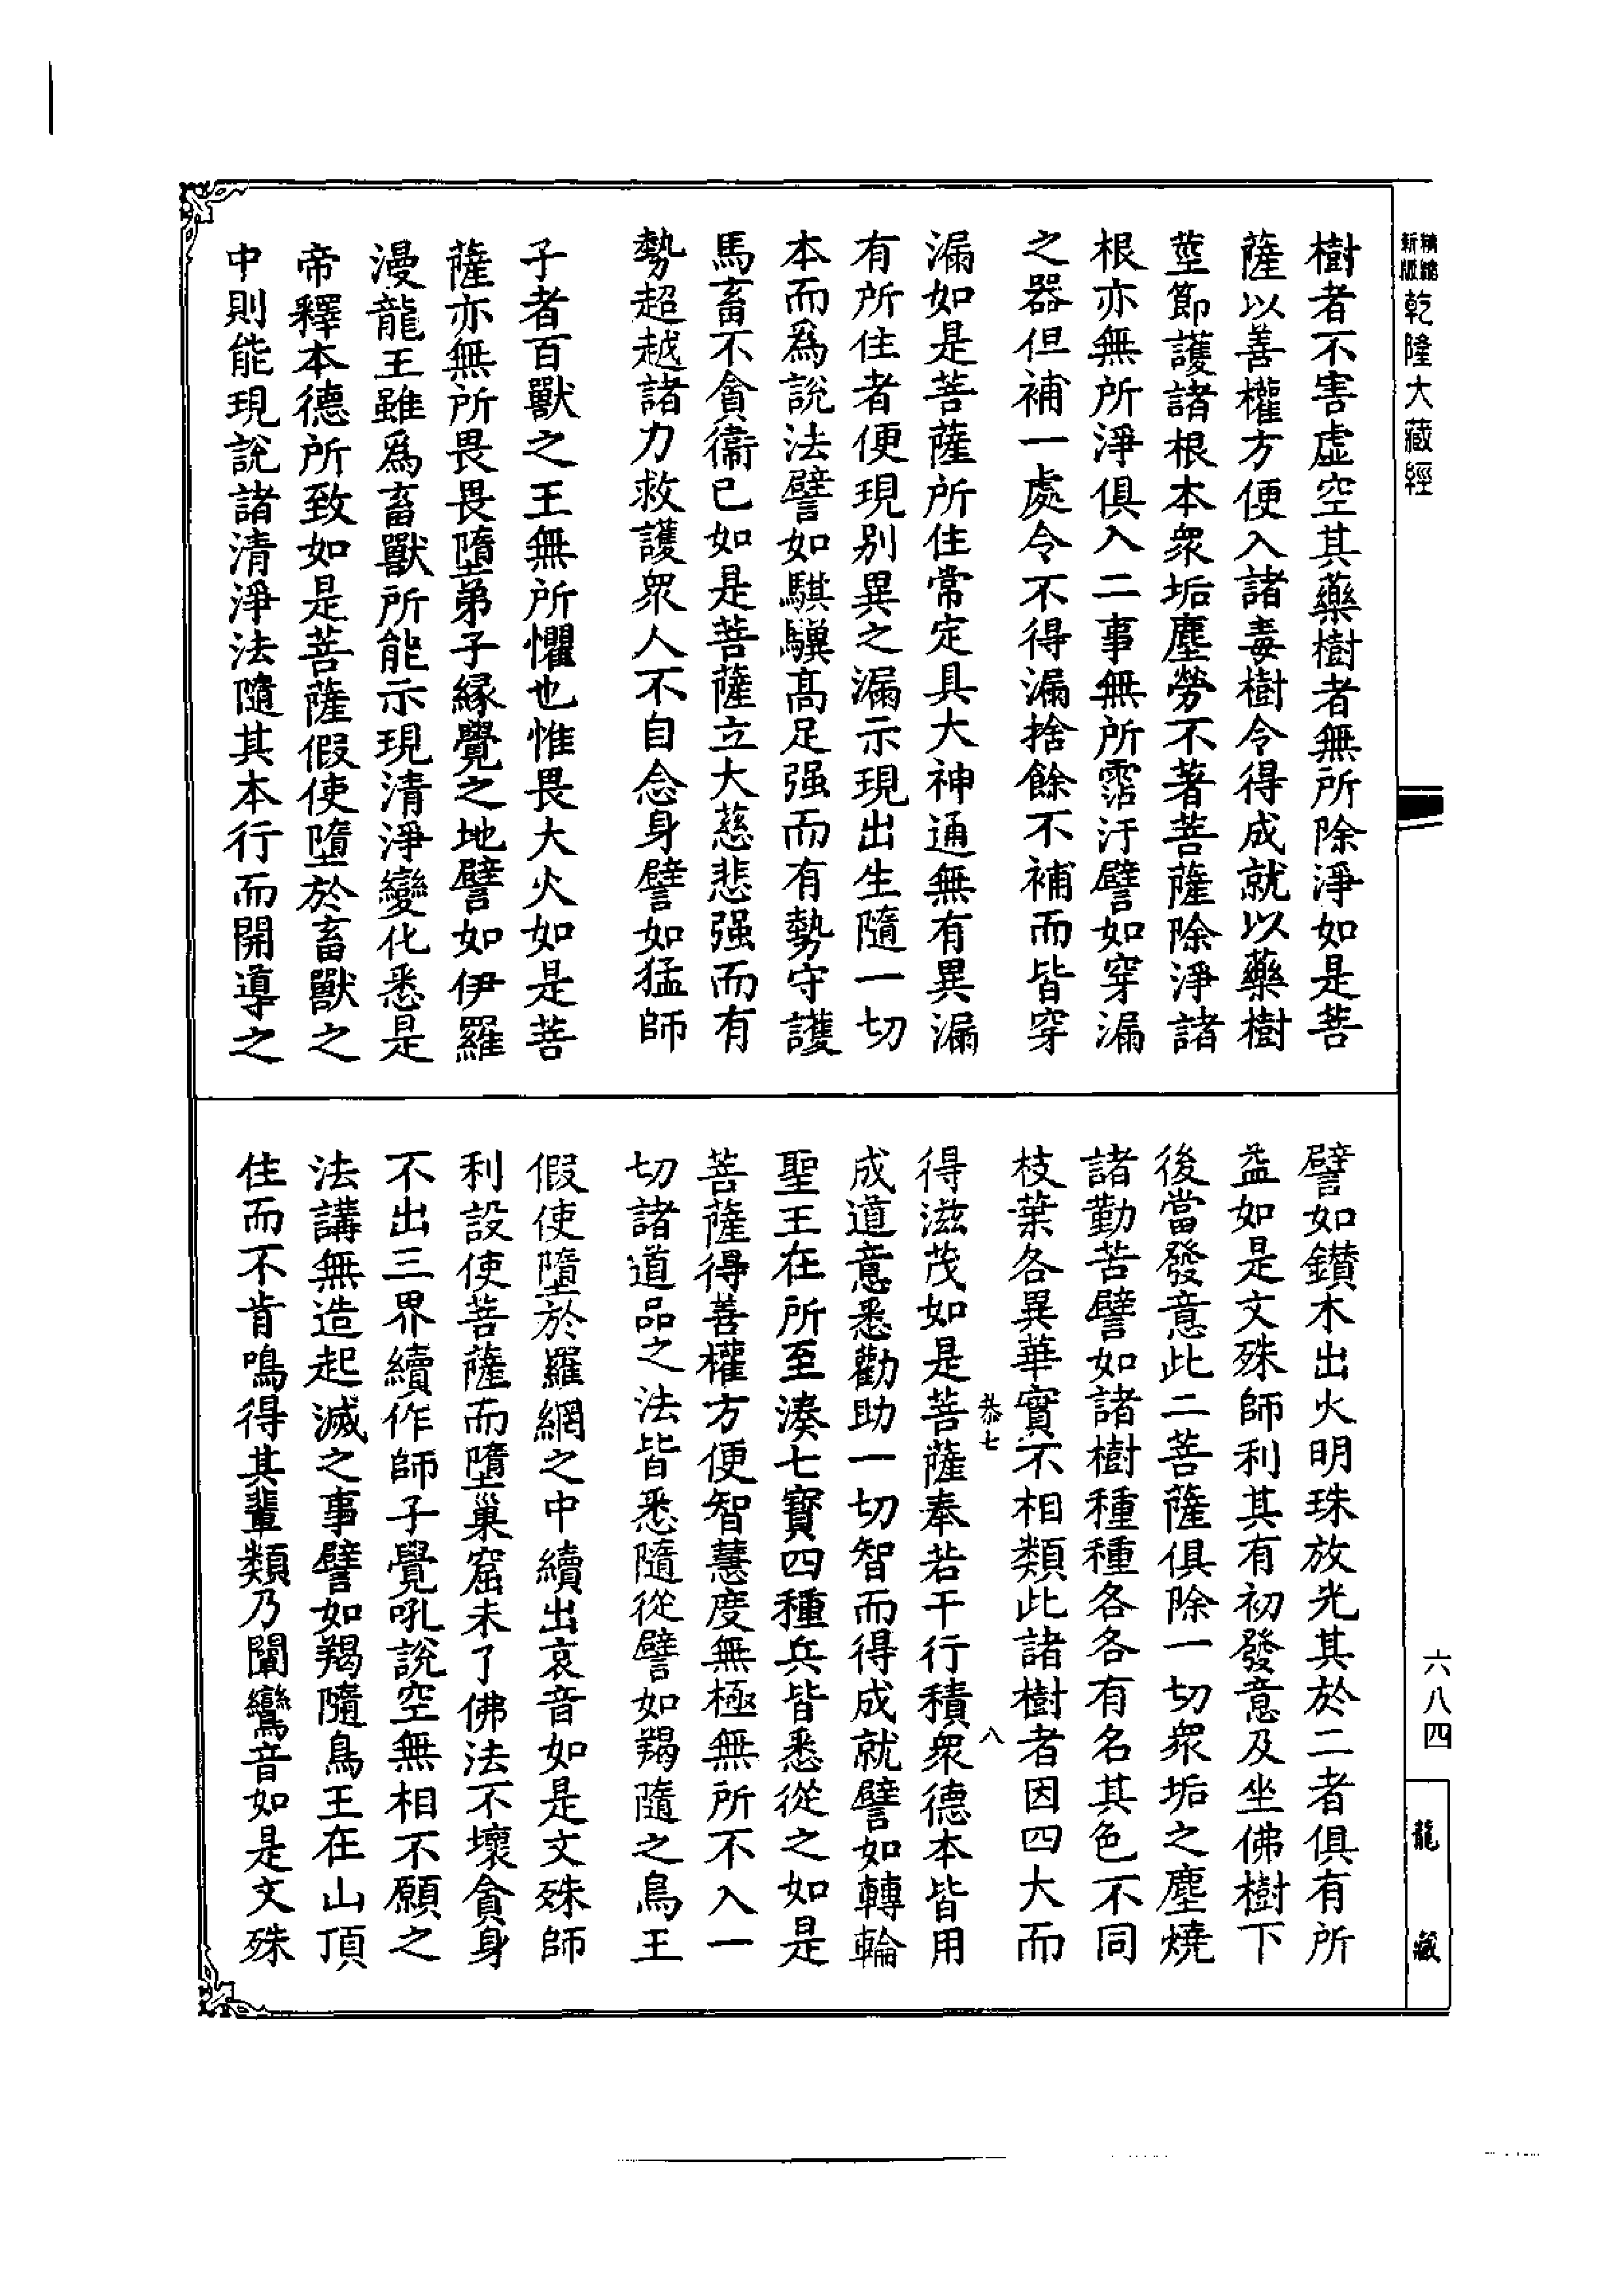 精縮新版乾隆大藏經
樹者不害虛空其藥樹者無所除淨如是菩
薩以善權方便入諸毒樹令得成就以藥樹
莖節護諸根本衆垢塵勞不著菩薩除淨諸
根亦無所淨俱入二事無所霑汙譬如穿漏
之器但補一處令不得漏捨餘不補而皆穿
漏如是菩薩所住常定具大神通無有異漏
有所住者便現別異之漏示現出生隨一切
本而爲說法譬如騏驥高足强而有勢守護
馬畜不貪衞己如是菩薩立大慈悲强而有
勢超越諸力救護衆人不自念身譬如猛師
子者百獸之王無所懼也惟畏大火如是菩
薩亦無所畏畏墮弟子緣覺之地譬如伊羅
漫龍王雖爲畜獸所能示現清淨變化悉是
帝釋本德所致如是菩薩假使墮於畜獸之
中則能現說諸清淨法隨其本行而開導之
譬如鑚木出火明珠放光其於二者俱有所
益如是文殊師利其有初發意及坐佛樹下
後當發意此二菩薩俱除一切衆垢之塵燒
諸勤苦譬如諸樹種種各各有名其色不同
枝葉各異華實不相類此諸樹者因四大而
恭七 八
得滋茂如是菩薩奉若干行積衆德本皆用
成道意悉勸助一切智而得成就譬如轉輪
聖王在所至湊七寳四種兵皆悉從之如是
菩薩得善權方便智慧度無極無所不入一
切諸道品之法皆悉隨從譬如羯隨之鳥王
假使墮於羅網之中續出哀音如是文殊師
利設使菩薩而墮巢窟未了佛法不壞貪身
不出三界續作師子覺吼說空無相不願之
法講無造起滅之事譬如羯隨鳥王在山頂
住而不肯鳴得其輩類乃闡鸞音如是文殊
六八四
龍藏